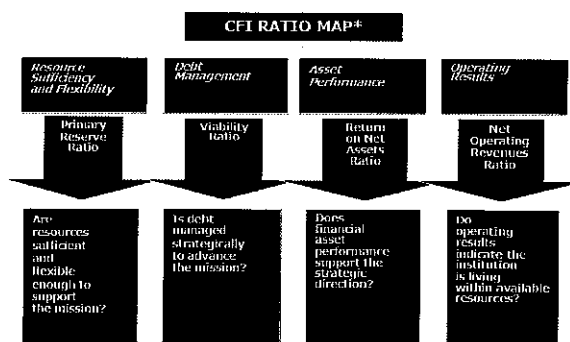 CFI RATIO MAP*
Resource
Sufficiency
and Flexibility
Debt
Management
Asset
Performance
Operating
Results
Primary
Reserve
Ratio
Viability
Ratio
Return
on Net
Assets
Ratio
Net
Operating
Revenues
Ratio
Are
resources
sufficient
and
flexible
enough to
support
the mission?
Is debt
managed
strategically
to advance
the mission?
Does
financial
asset
performance
support the
strategic
direction?
Do
operating
results
indicate the
institution
is living
within available
resources?